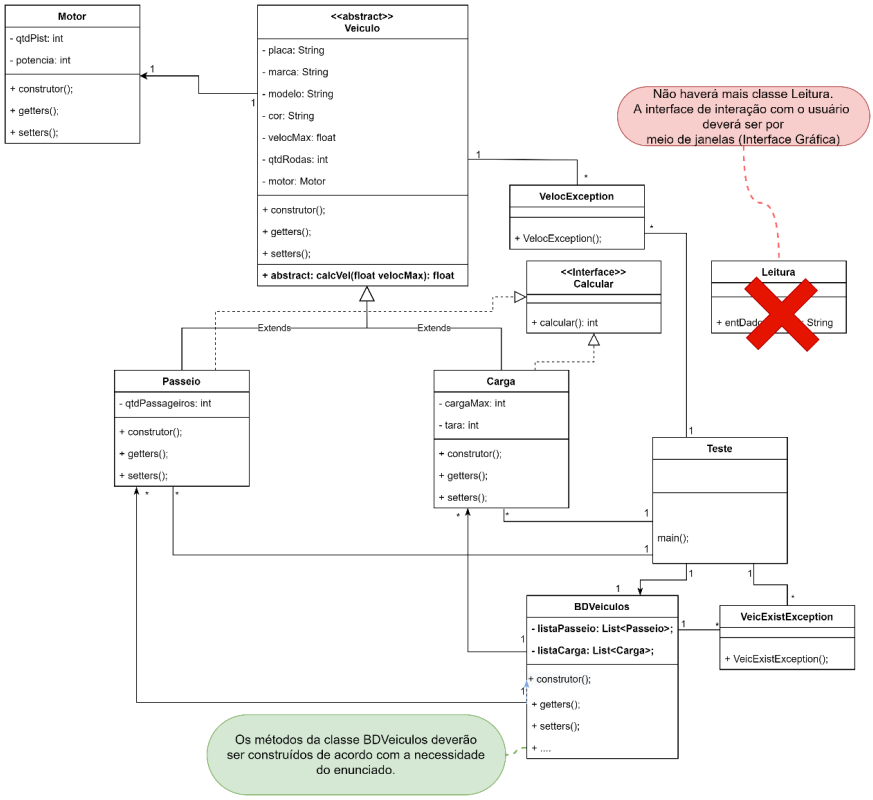 Motor
- qtdPist: int
- potencia: int
+ construtor();
+ getters();
+ setters();
1
1
<<abstract>>
Veiculo
- placa: String
- marca: String
- modelo: String
- cor: String
- velocMax: float
- qtdRodas: int
- motor: Motor
+ construtor();
+ getters();
+ setters();
+ abstract: calcVel(float velocMax): float
1
*
VelocException
+ VelocException();
*
1
Não haverá mais classe Leitura.
A interface de interação com o usuário
deverá ser por
meio de janelas (Interface Gráfica)
Leitura
String
<<Interface>>
Calcular
+ calcular(): int
Extends
Extends
Passeio
- qtdPassageiros: int
+ construtor();
+ getters();
+ setters();
*
*
Carga
- cargaMax: int
- tara: int
+ construtor();
+ getters();
+ setters();
*
*
Teste
main();
1
1
1
1
1
*
BDVeiculos
- listaPasseio: List<Passeio>;
- listaCarga: List<Carga>;
+ construtor();
+ getters();
+ setters();
+ ....
1
1
1
*
VeicExistException
+ VeicExistException();
Os métodos da classe BDVeiculos deverão
ser construídos de acordo com a necessidade
do enunciado.